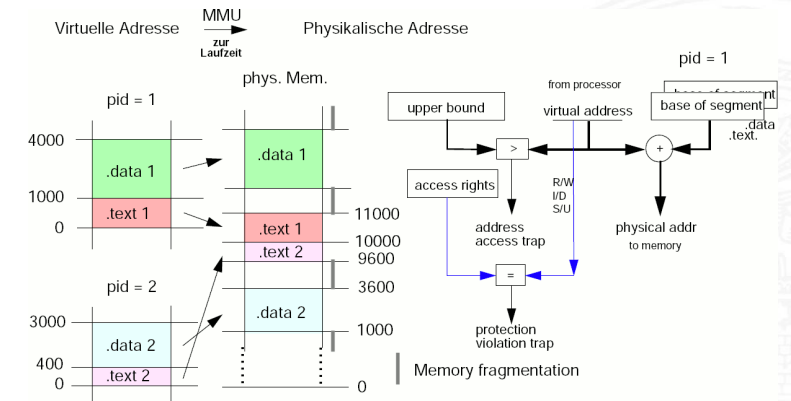 Virtuelle Adresse
MMU
zur
Laufzeit
Physikalische Adresse
phys. Mem.
pid = 1
4000
.data 1
1000
.text 1
0
pid = 2
3000
.data 2
400
.text 2
0
.data 1
11000
.text 1
10000
.text 2
9600
3600
.data 2
1000
0
Memory fragmentation
pid = 1
from processor
upper bound
virtual address
base of segment
base of segment
.data
.text.
>
+
access rights
R/W
I/D
S/U
address
access trap
physical addr
to memory
=
protection
violation trap